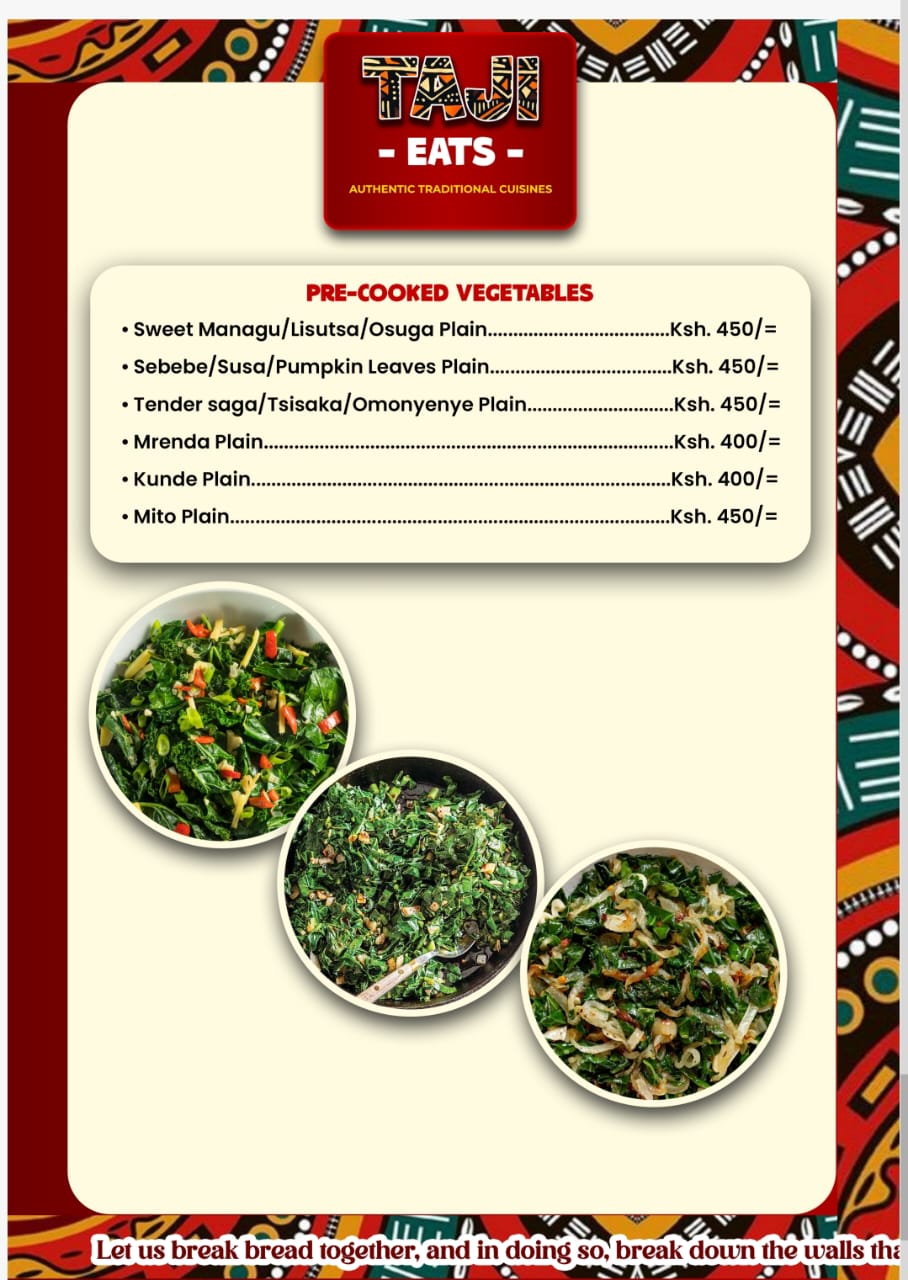 TAJI
- EATS -
AUTHENTIC TRADITIONAL CUISINES
PRE-COOKED VEGETABLES
• Sweet Managu/Lisutsa/Osuga Plain....................................Ksh. 450/=
• Sebebe/Susa/Pumpkin Leaves Plain....................................Ksh. 450/=
• Tender saga/Tsisaka/Omonyenye Plain.............................Ksh. 450/=
• Mrenda Plain..................................................................................Ksh. 400/=
• Kunde Plain....................................................................................Ksh. 400/=
• Mito Plain........................................................................................Ksh. 450/=
Let us break bread together, and in doing so, break down the walls tha